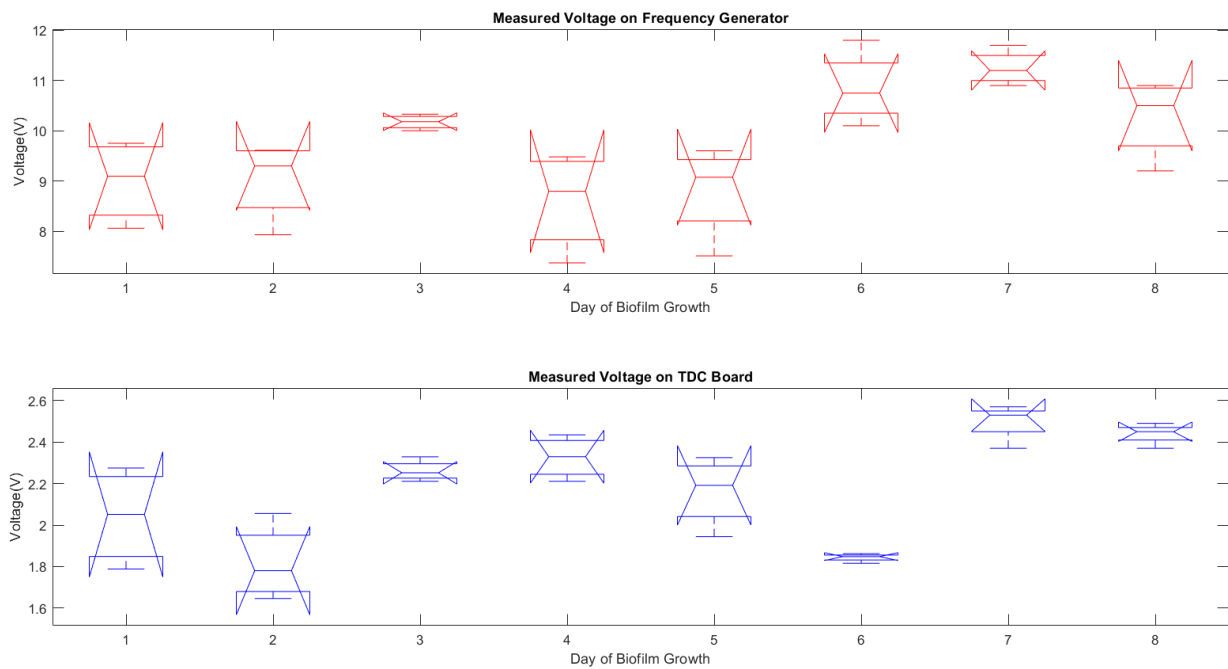 Measured Voltage on Frequency Generator
12
11
10
9
8
Voltage(V)
1 2 3 4 5 6 7 8
Day of Biofilm Growth
Measured Voltage on TDC Board
2.6
2.4
2.2
2
1.8
1.6
Voltage(V)
1 2 3 4 5 6 7 8
Day of Biofilm Growth